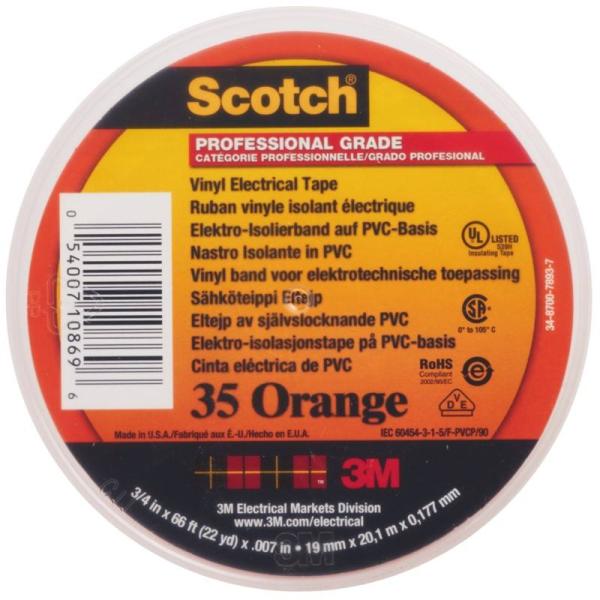 Scotch®
PROFESSIONAL GRADE
CATÉGORIE PROFESSIONNELLE/GRADO PROFESIONAL
Vinyl Electrical Tape
Ruban vinyle isolant électrique
Elektro-Isolierband auf PVC-Basis
Nastro Isolante in PVC
Vinyl band voor elektrotechnische toepassing
Sähköteippi Eltejp
Eltejp av självslocknande PVC
Elektro-isolasjonstape på PVC-basis
Cinta eléctrica de PVC
35 Orange
Made in U.S.A./Fabriqué aux É.-U./Hecho en E.U.A.
IEC 60454-3-1-5/F-PVCP/90
UL® LISTED
539H
Insulating Tape
SA
0° to 105° C
RoHS
Compliant
2002/95/EC
e
VDE
34-8700-7893-7
0 54007 10869 6
™ 3M
3M Electrical Markets Division
www.3M.com/electrical
3/4 in x 66 ft (22 yd) x .007 in • 19 mm x 20,1 m x 0,177 mm
3M